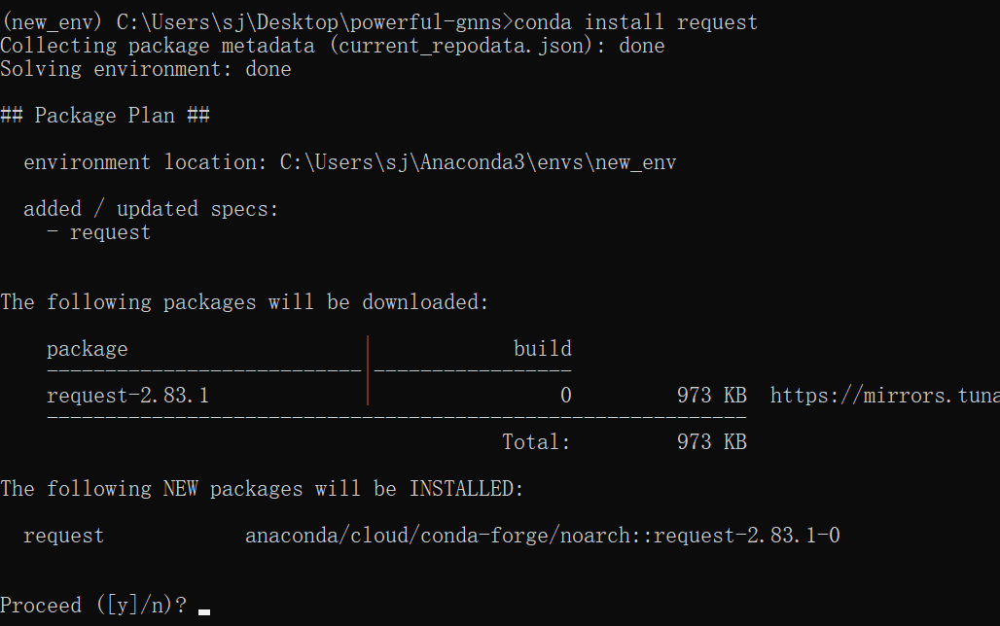 (new_env) C:\Users\sj\Desktop\powerful-gnns>conda install request
Collecting package metadata (current_repodata.json): done
Solving environment: done
## Package Plan ##
environment location: C:\Users\sj\Anaconda3\envs\new_env
added / updated specs:
- request
The following packages will be downloaded:
package | build
---------------------------|-----------------
request-2.83.1 | 0 973 KB https://mirrors.tuna
------------------------------------------------------------
Total: 973 KB
The following NEW packages will be INSTALLED:
request anaconda/cloud/conda-forge/noarch::request-2.83.1-0
Proceed ([y]/n)?